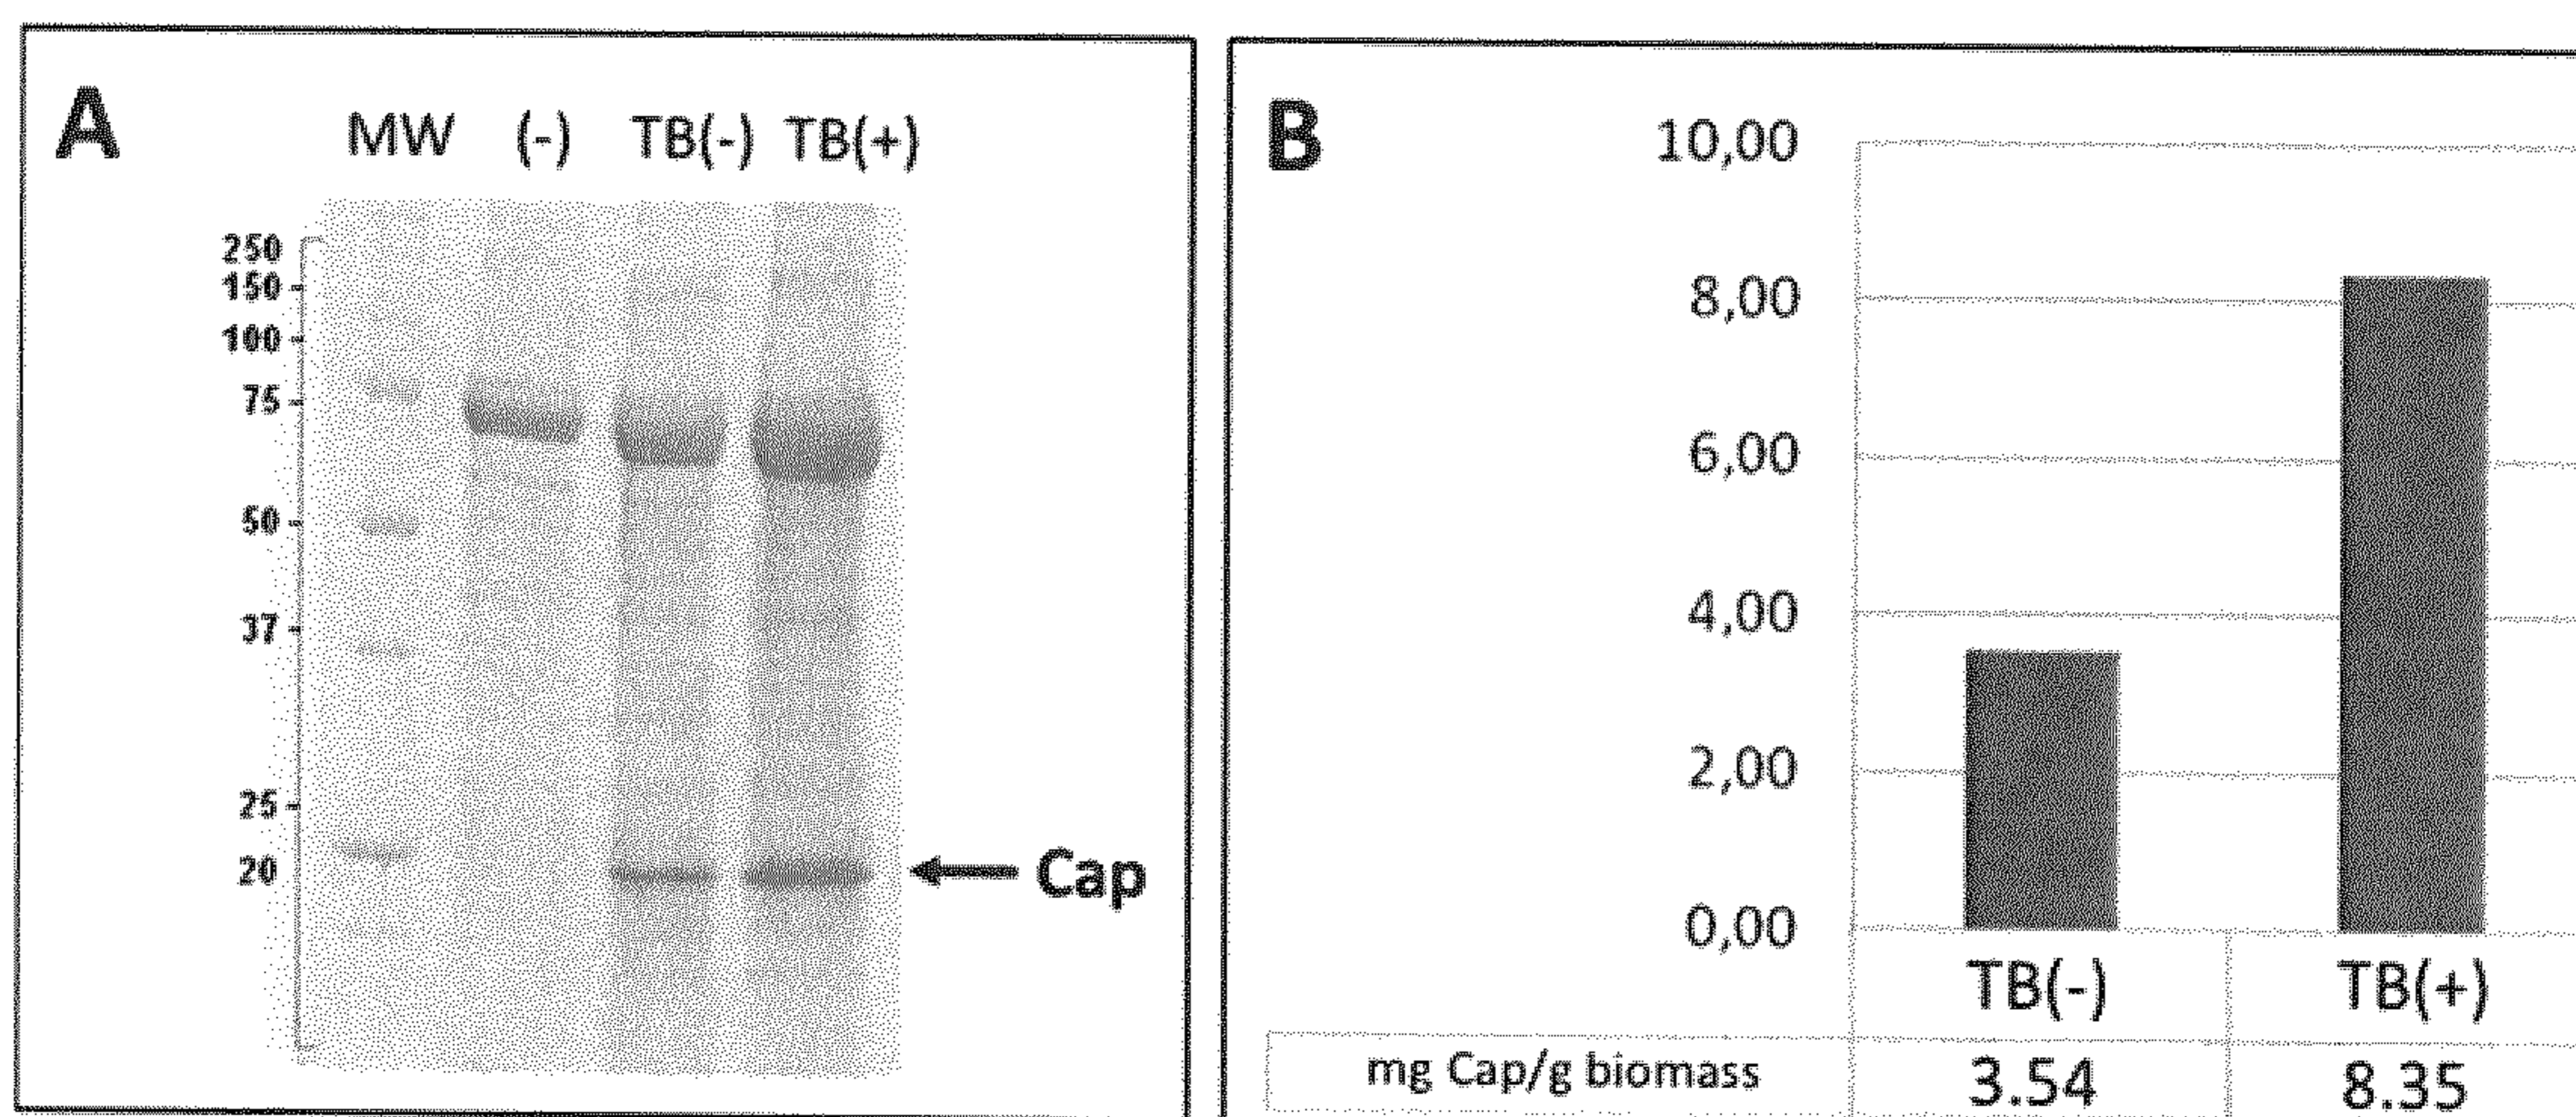 A
MW (-) TB(-) TB(+)
250
150
100
75
50
37
25
20
Cap
B
10,00
8,00
6,00
4,00
2,00
0,00
TB(-) TB(+)
mg Cap/g biomass 3.54 8.35